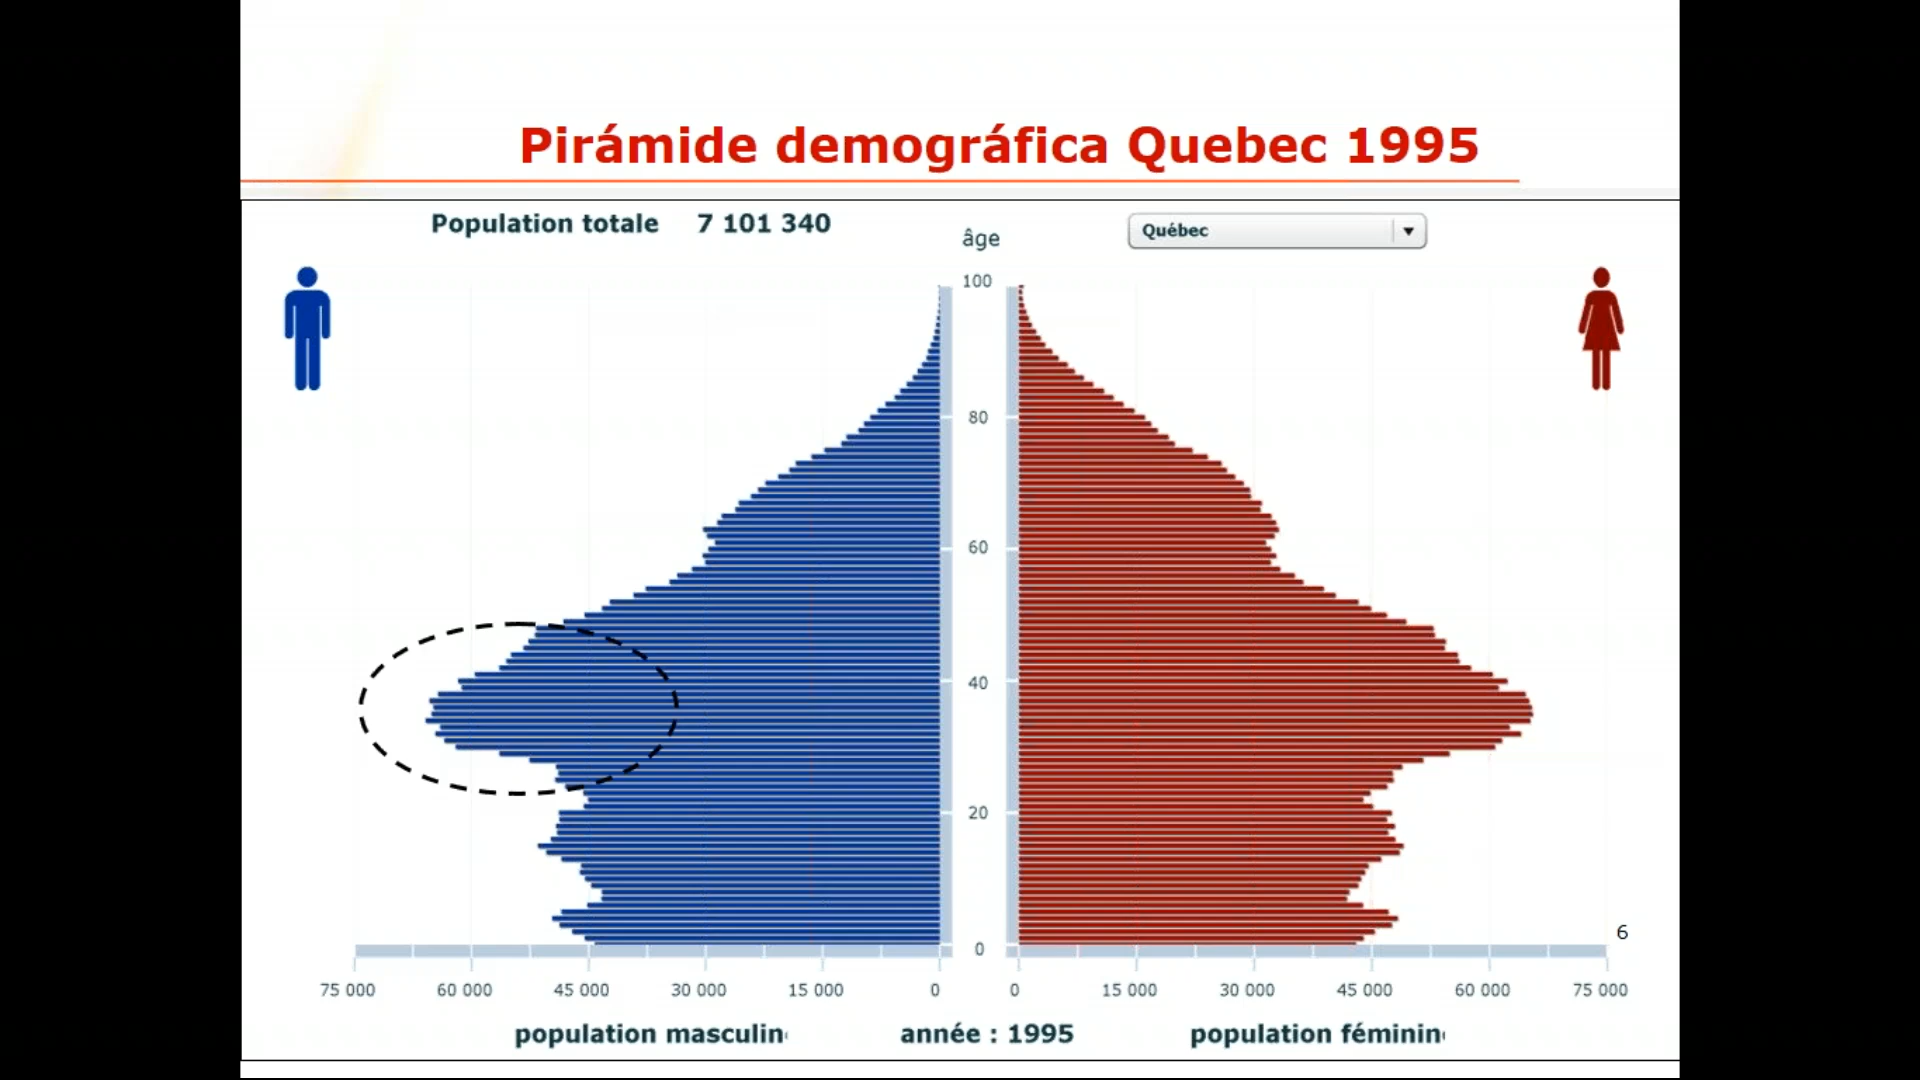 Pirámide demográfica Quebec 1995
Population totale 7 101 340
âge
Québec
100
80
60
40
20
0
6
75 000 60 000 45 000 30 000 15 000 0
0 15 000 30 000 45 000 60 000 75 000
population masculin
année : 1995
population féminin